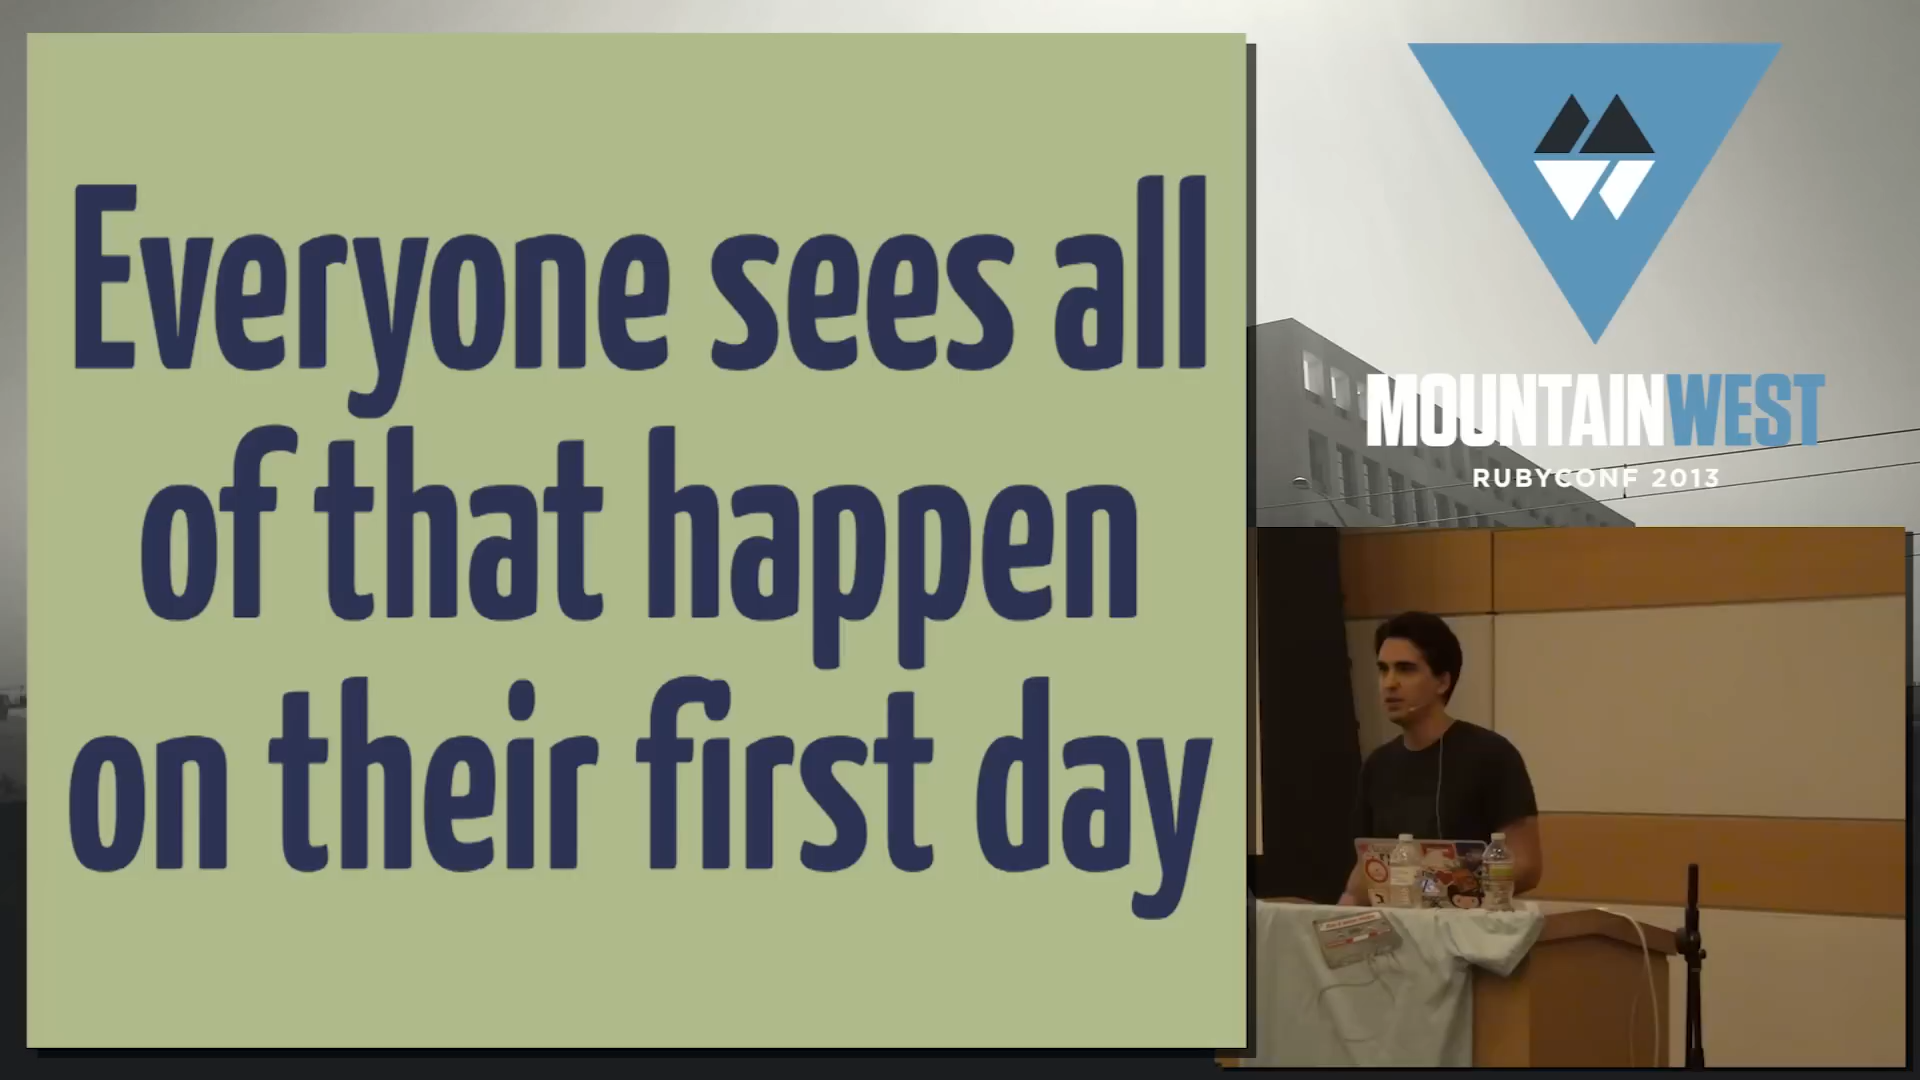 Everyone sees all
of that happen
on their first day
MOUNTAINWEST
RUBYCONF 2013